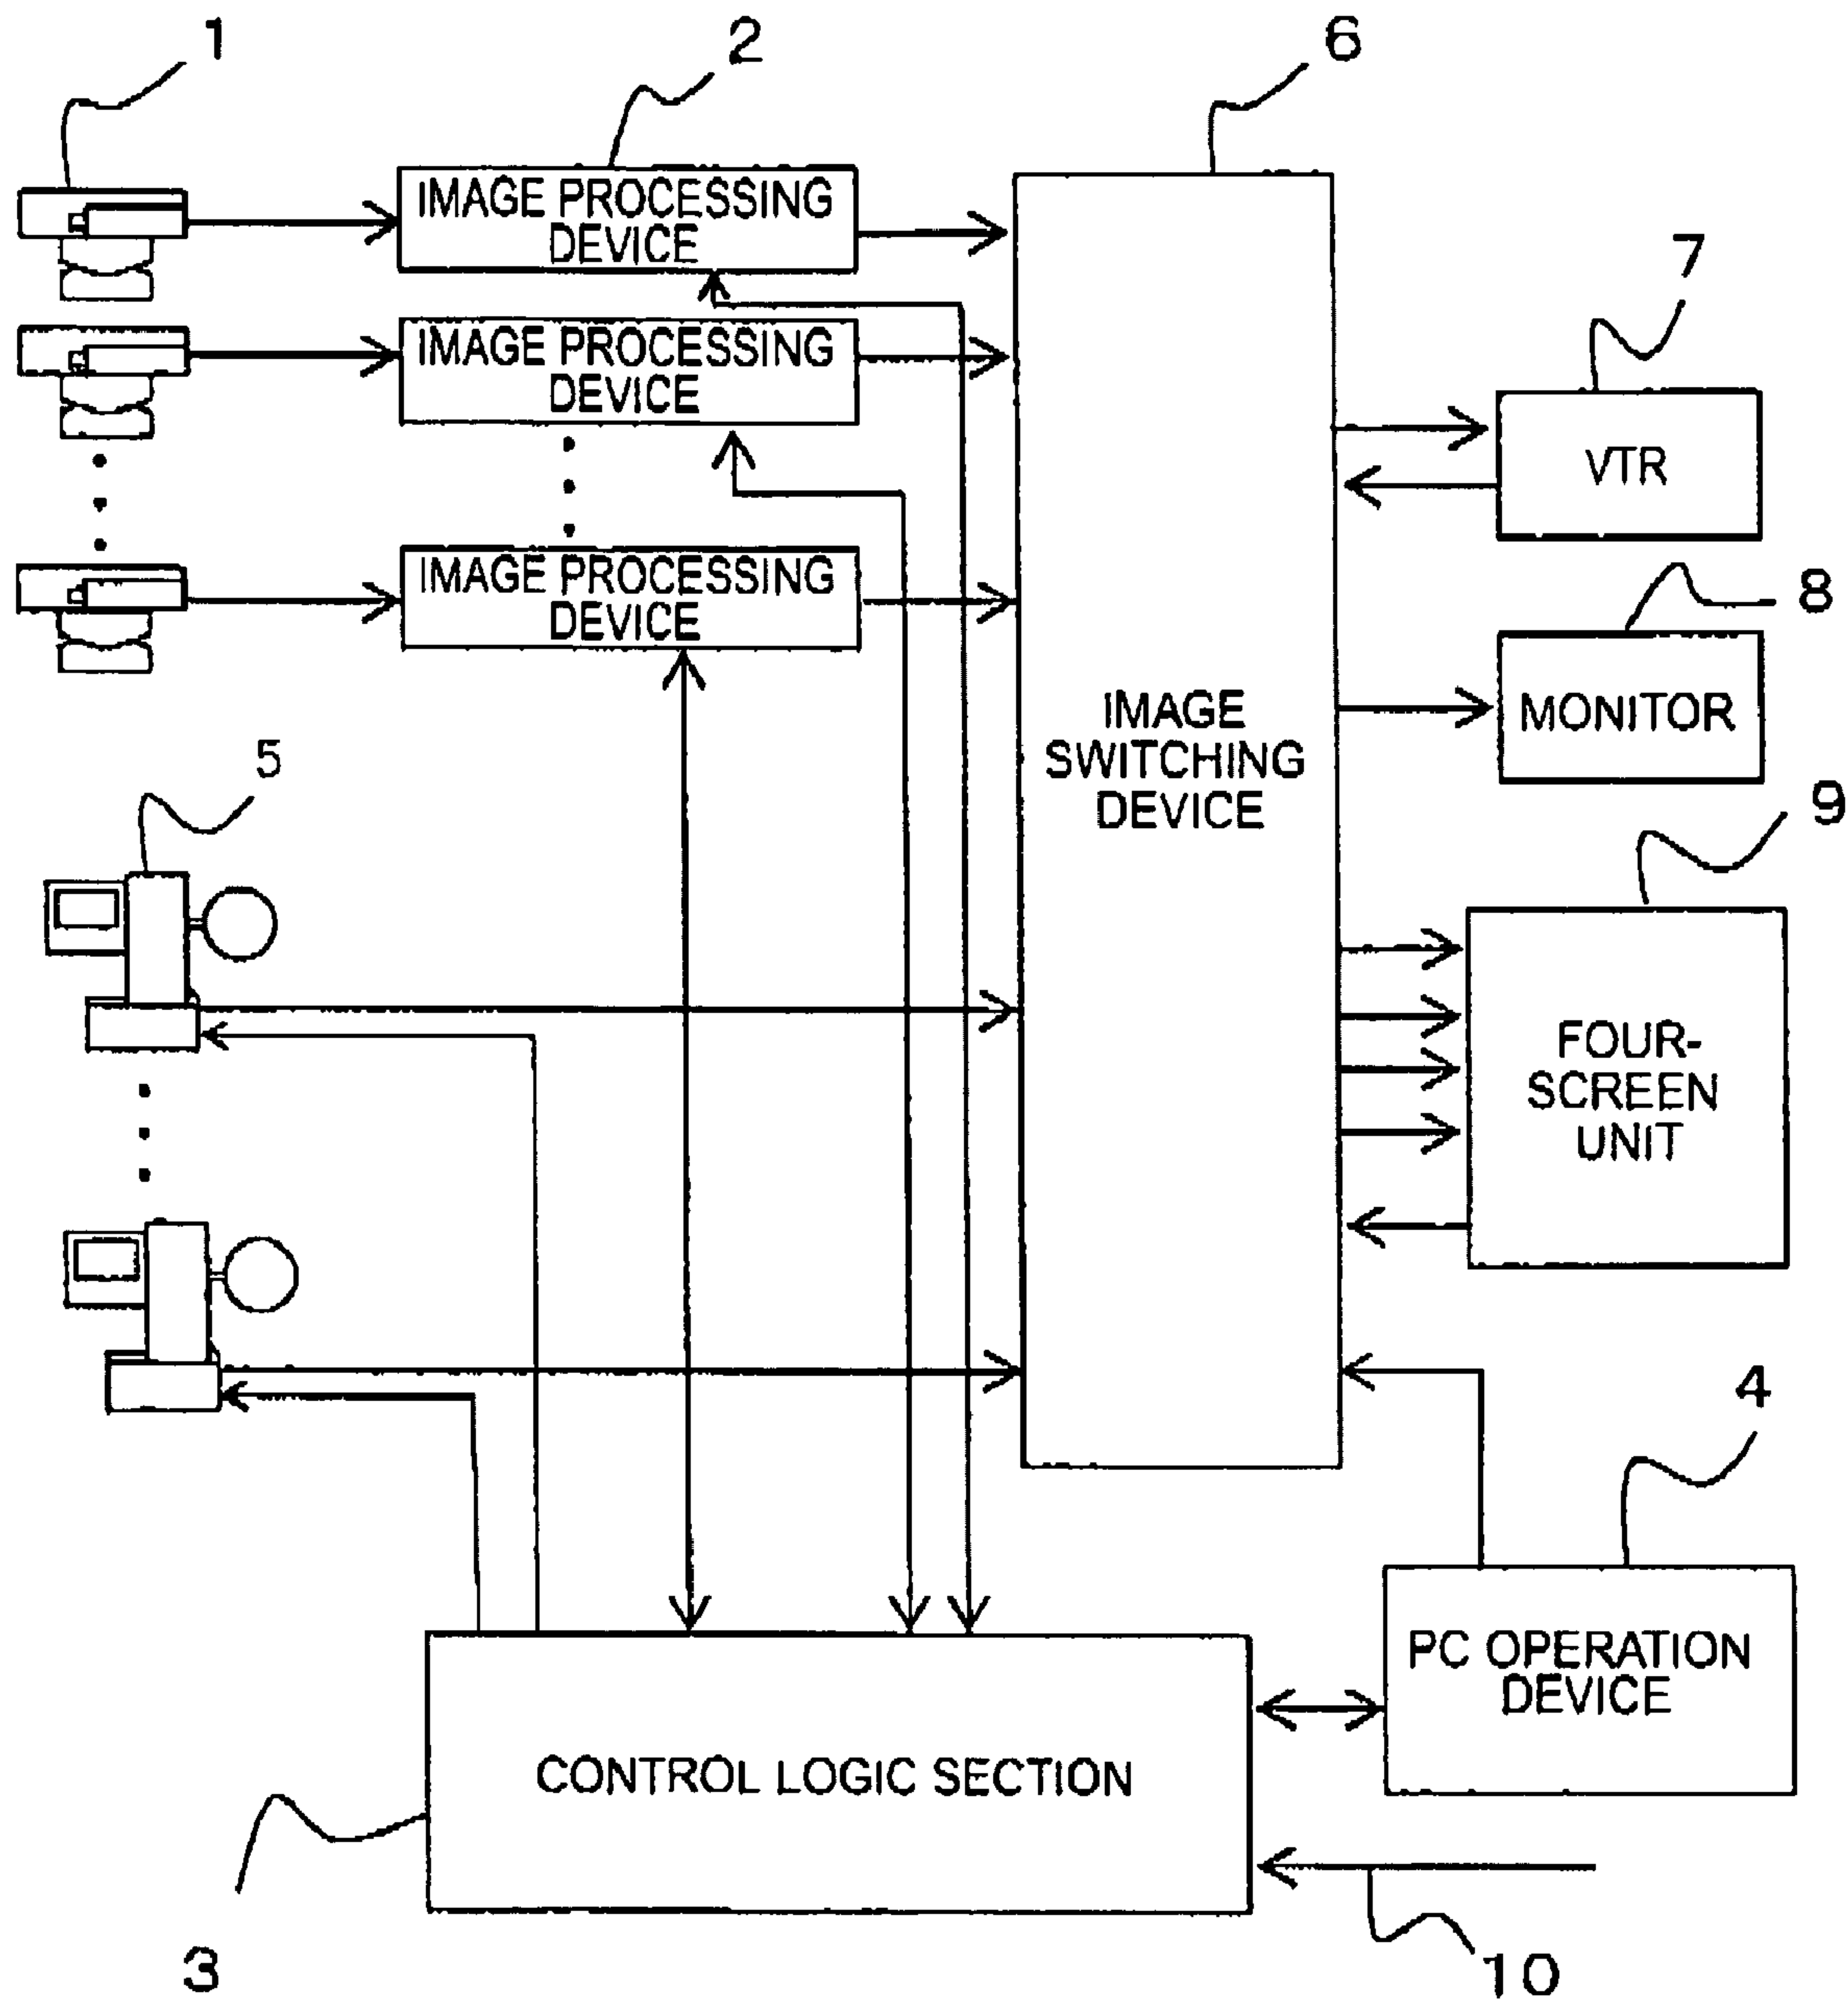 1
2
6
IMAGE PROCESSING
DEVICE
7
IMAGE PROCESSING
DEVICE
VTR
IMAGE PROCESSING
DEVICE
8
MONITOR
IMAGE
SWITCHING
DEVICE
5
9
FOUR-
SCREEN
UNIT
4
PC OPERATION
DEVICE
CONTROL LOGIC SECTION
3
10